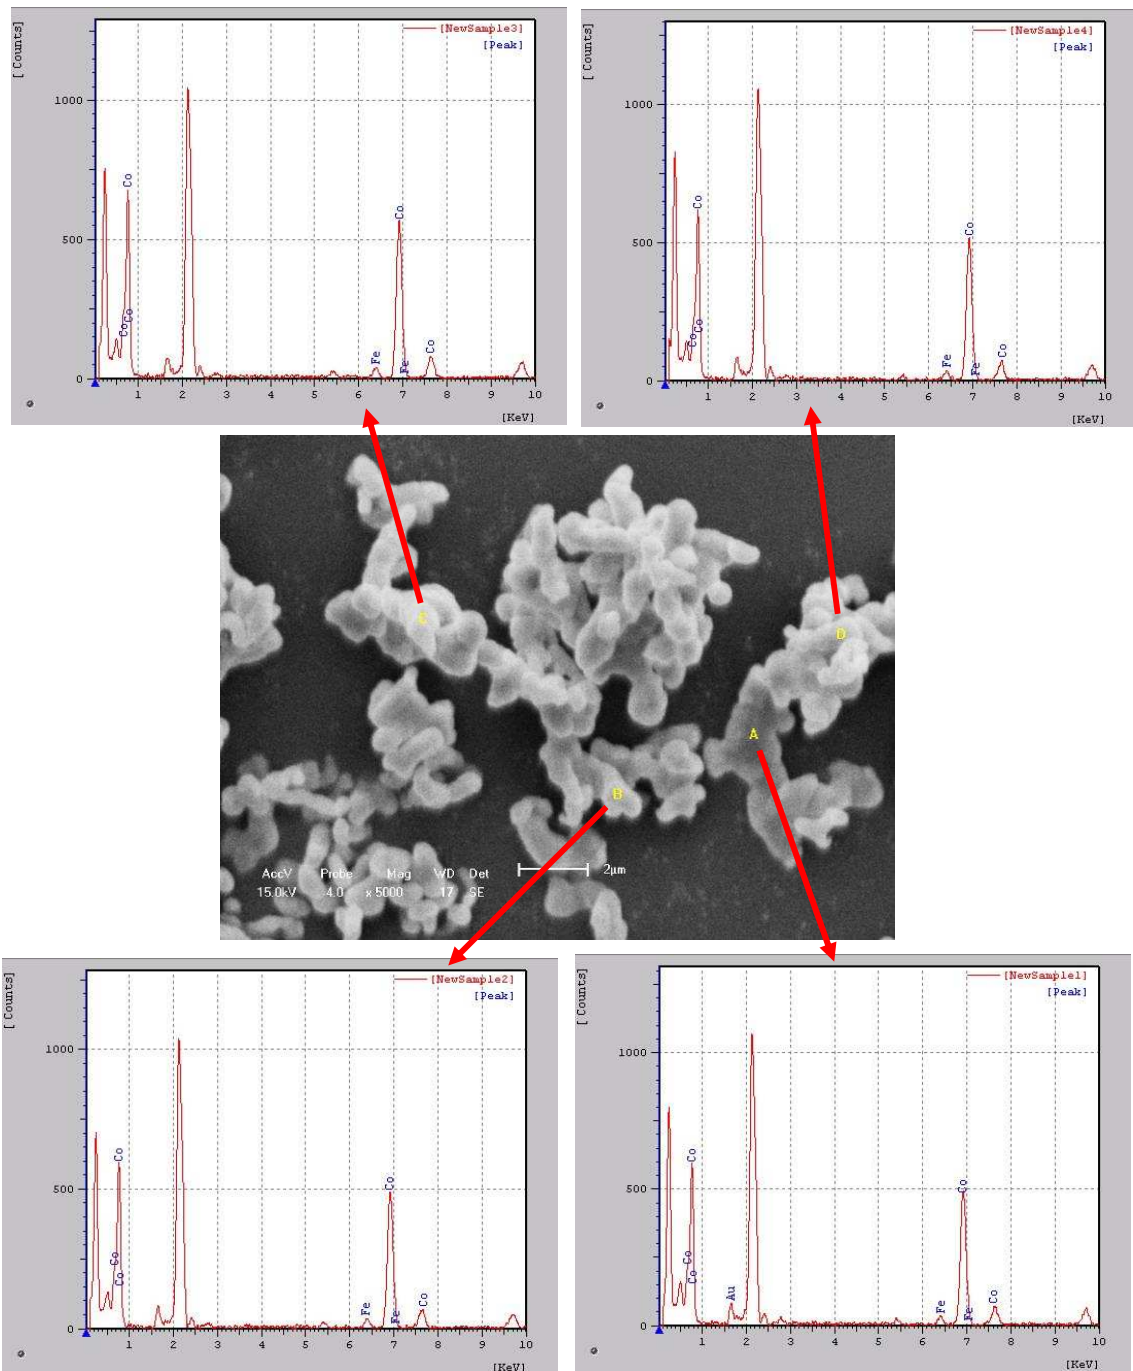 [NewSample3]
[Peak]
[ Counts]
1000
500
0
Co
Co
Co
Fe
Co
Fe
Co
1 2 3 4 5 6 7 8 9 10
[KeV]
[NewSample4]
[Peak]
[ Counts]
1000
500
0
Co
Co
Co
Fe
Co
Fe
Co
1 2 3 4 5 6 7 8 9 10
[KeV]
C
D
A
B
AccV Probe Mag WD Det
15.0kV 4.0 x 5000 17 SE
2µm
[NewSample2]
[Peak]
[ Counts]
1000
500
0
Co
Co
Co
Fe
Co
Fe
Co
1 2 3 4 5 6 7 8 9 10
[KeV]
[NewSample1]
[Peak]
[ Counts]
1000
500
0
Co
Co
Co
Au
Fe
Co
Fe
Co
1 2 3 4 5 6 7 8 9 10
[KeV]